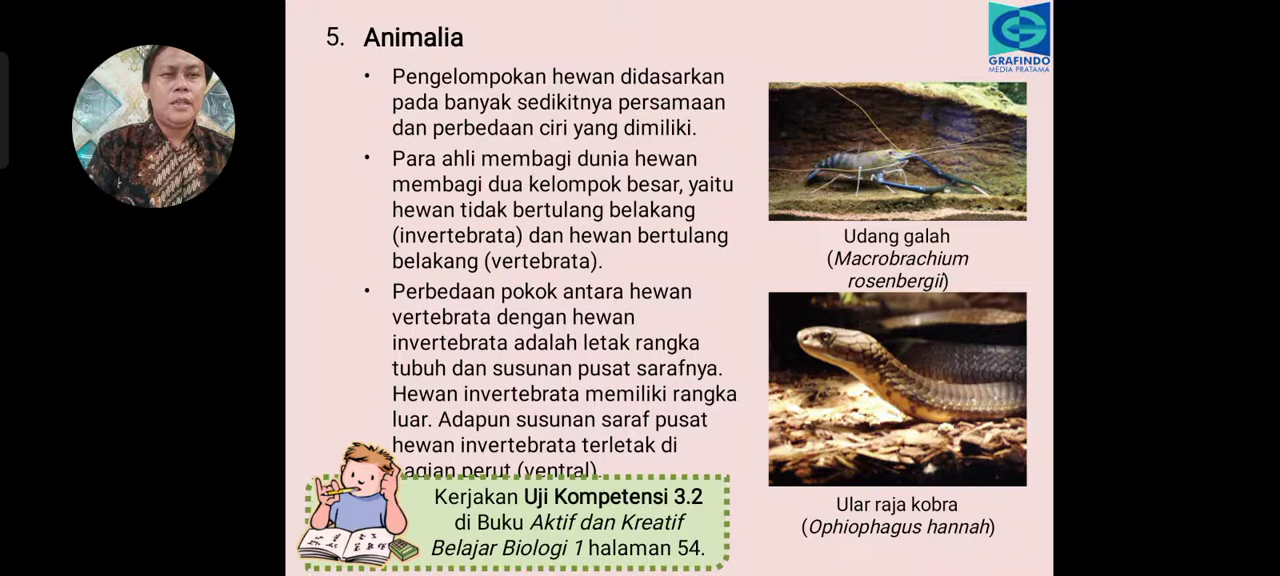 5. Animalia
GRAFINDO
MEDIA PRATAMA
• Pengelompokan hewan didasarkan
pada banyak sedikitnya persamaan
dan perbedaan ciri yang dimiliki.
• Para ahli membagi dunia hewan
membagi dua kelompok besar, yaitu
hewan tidak bertulang belakang
(invertebrata) dan hewan bertulang
belakang (vertebrata).
• Perbedaan pokok antara hewan
vertebrata dengan hewan
invertebrata adalah letak rangka
tubuh dan susunan pusat sarafnya.
Hewan invertebrata memiliki rangka
luar. Adapun susunan saraf pusat
hewan invertebrata terletak di
bagian perut (ventral).
Udang galah
(Macrobrachium
rosenbergii)
Ular raja kobra
(Ophiophagus hannah)
Kerjakan Uji Kompetensi 3.2
di Buku Aktif dan Kreatif
Belajar Biologi 1 halaman 54.